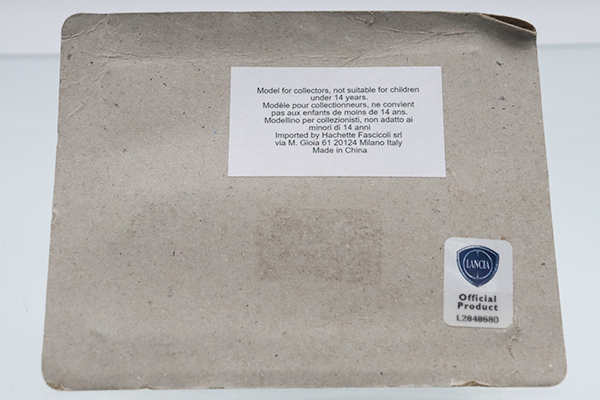 Model for collectors, not suitable for children
under 14 years.
Modèle pour collectionneurs, ne convient
pas aux enfants de moins de 14 ans.
Modellino per collezionisti, non adatto ai
minori di 14 anni
Imported by Hachette Fascicoli srl
via M. Gioia 61 20124 Milano Italy
Made in China
LANCIA
Official
Product
L2848680